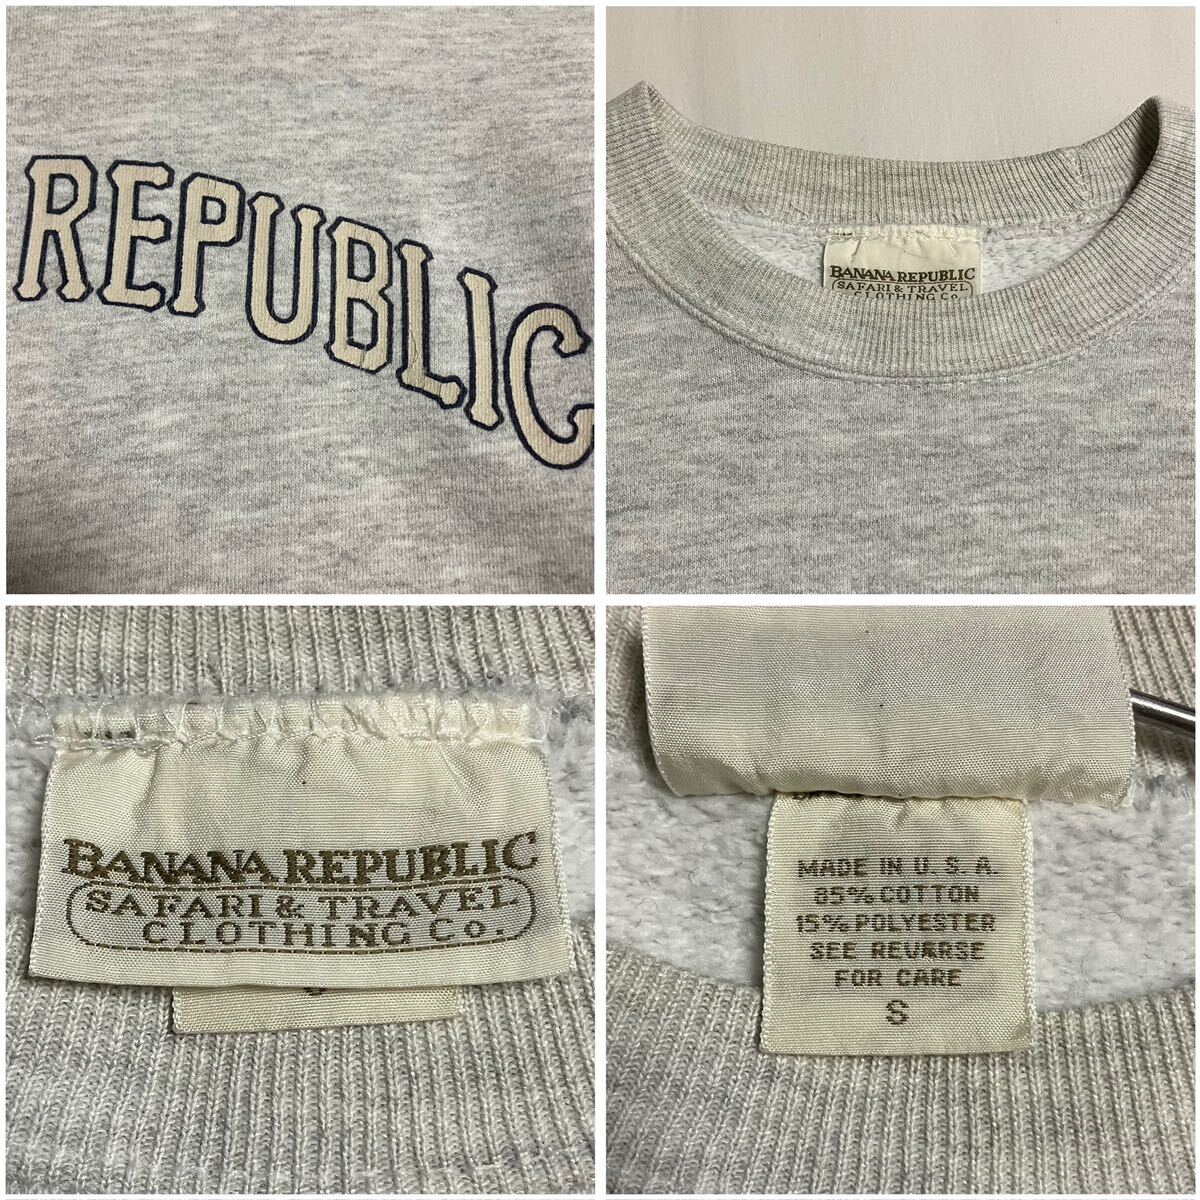 REPUBLIC
BANANA REPUBLIC
SAFARI & TRAVEL
CLOTHING Co.
BANANA REPUBLIC
SAFARI & TRAVEL
CLOTHING Co.
MADE IN U. S. A.
85% COTTON
15% POLYESTER
SEE REVERSE
FOR CARE
S